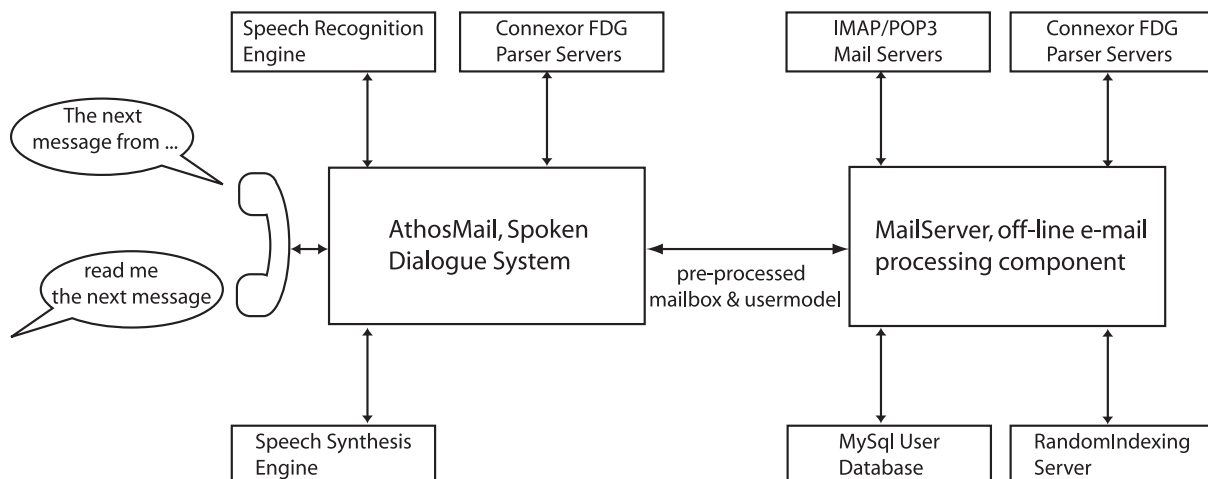 Speech Recognition
Engine
Connexor FDG
Parser Servers
IMAP/POP3
Mail Servers
Connexor FDG
Parser Servers
The next
message from ...
read me
the next message
AthosMail, Spoken
Dialogue System
pre-processed
mailbox & usermodel
MailServer, off-line e-mail
processing component
Speech Synthesis
Engine
MySql User
Database
RandomIndexing
Server